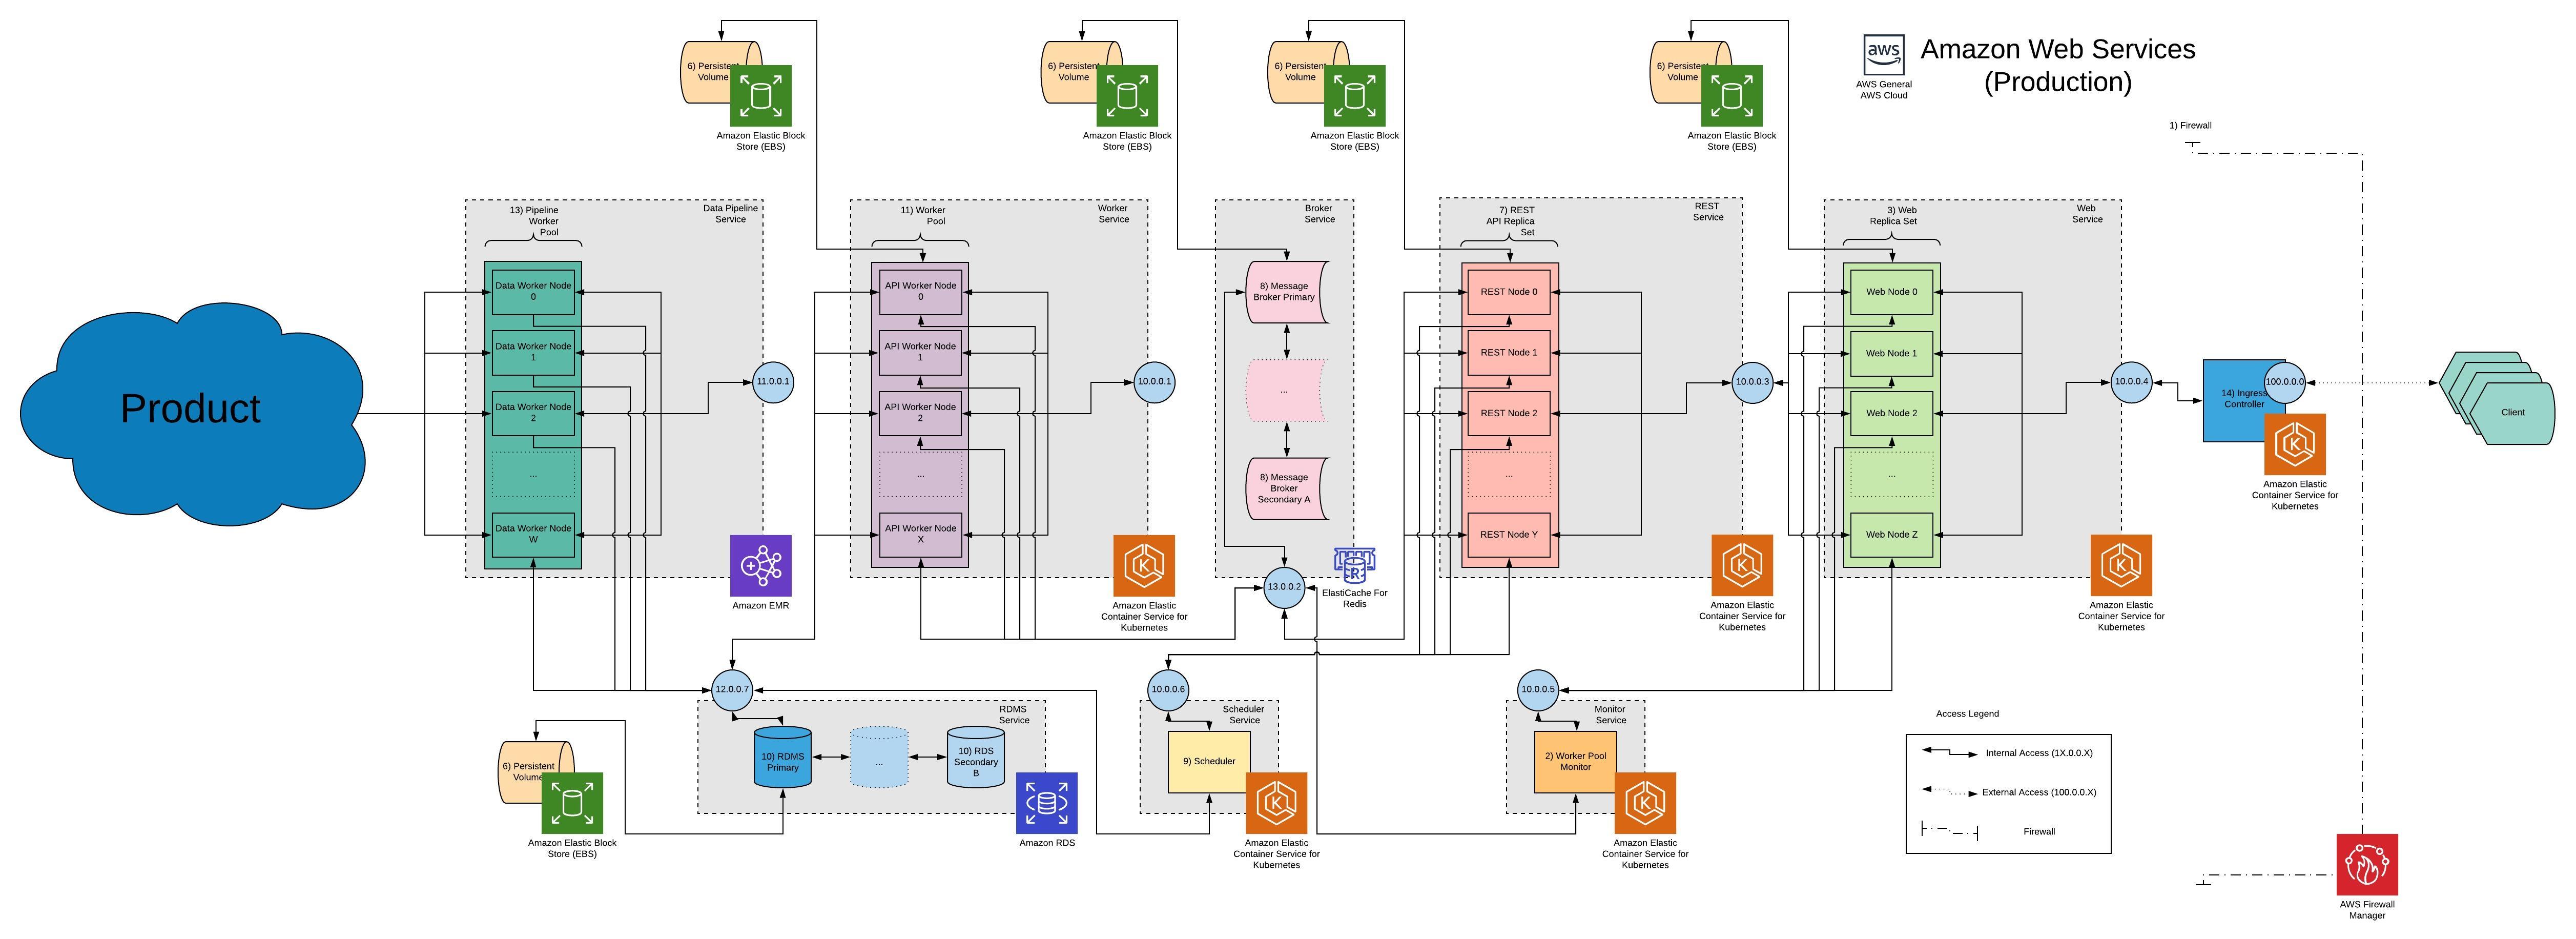 aws
AWS General
AWS Cloud
Amazon Web Services
(Production)
6) Persistent
Volume
Amazon Elastic Block
Store (EBS)
6) Persistent
Volume
Amazon Elastic Block
Store (EBS)
6) Persistent
Volume
Amazon Elastic Block
Store (EBS)
6) Persistent
Volume
Amazon Elastic Block
Store (EBS)
1) Firewall
Product
13) Pipeline
Worker
Pool
Data Pipeline
Service
Data Worker Node
0
Data Worker Node
1
Data Worker Node
2
...
Data Worker Node
W
11.0.0.1
Amazon EMR
11) Worker
Pool
Worker
Service
API Worker Node
0
API Worker Node
1
API Worker Node
2
...
API Worker Node
X
10.0.0.1
K
Amazon Elastic
Container Service for
Kubernetes
Broker
Service
8) Message
Broker Primary
...
8) Message
Broker
Secondary A
13.0.0.2
R
ElastiCache For
Redis
7) REST
API Replica
Set
REST
Service
REST Node 0
REST Node 1
REST Node 2
...
REST Node Y
10.0.0.3
K
Amazon Elastic
Container Service for
Kubernetes
3) Web
Replica Set
Web
Service
Web Node 0
Web Node 1
Web Node 2
...
Web Node Z
10.0.0.4
K
Amazon Elastic
Container Service for
Kubernetes
14) Ingress
Controller
100.0.0.0
K
Amazon Elastic
Container Service for
Kubernetes
Client
6) Persistent
Volume
Amazon Elastic Block
Store (EBS)
12.0.0.7
RDMS
Service
10) RDMS
Primary
...
10) RDS
Secondary
B
Amazon RDS
10.0.0.6
Scheduler
Service
9) Scheduler
K
Amazon Elastic
Container Service for
Kubernetes
10.0.0.5
Monitor
Service
2) Worker Pool
Monitor
K
Amazon Elastic
Container Service for
Kubernetes
Access Legend
Internal Access (1X.0.0.X)
External Access (100.0.0.X)
Firewall
AWS Firewall
Manager